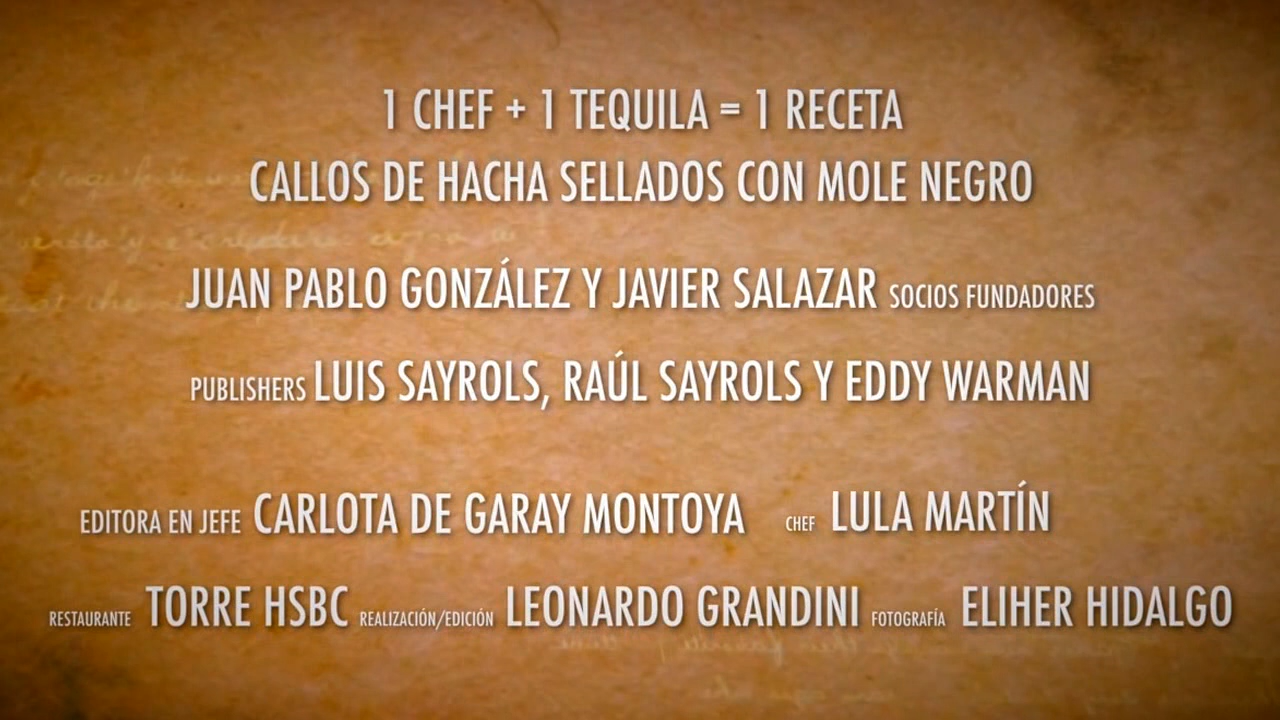 1 CHEF + 1 TEQUILA = 1 RECETA
CALLOS DE HACHA SELLADOS CON MOLE NEGRO
JUAN PABLO GONZÁLEZ Y JAVIER SALAZAR SOCIOS FUNDADORES
PUBLISHERS LUIS SAYROLS, RAÚL SAYROLS Y EDDY WARMAN
EDITORA EN JEFE CARLOTA DE GARAY MONTOYA CHEF LULA MARTÍN
RESTAURANTE TORRE HSBC REALIZACIÓN/EDICIÓN LEONARDO GRANDINI FOTOGRAFÍA ELIHER HIDALGO